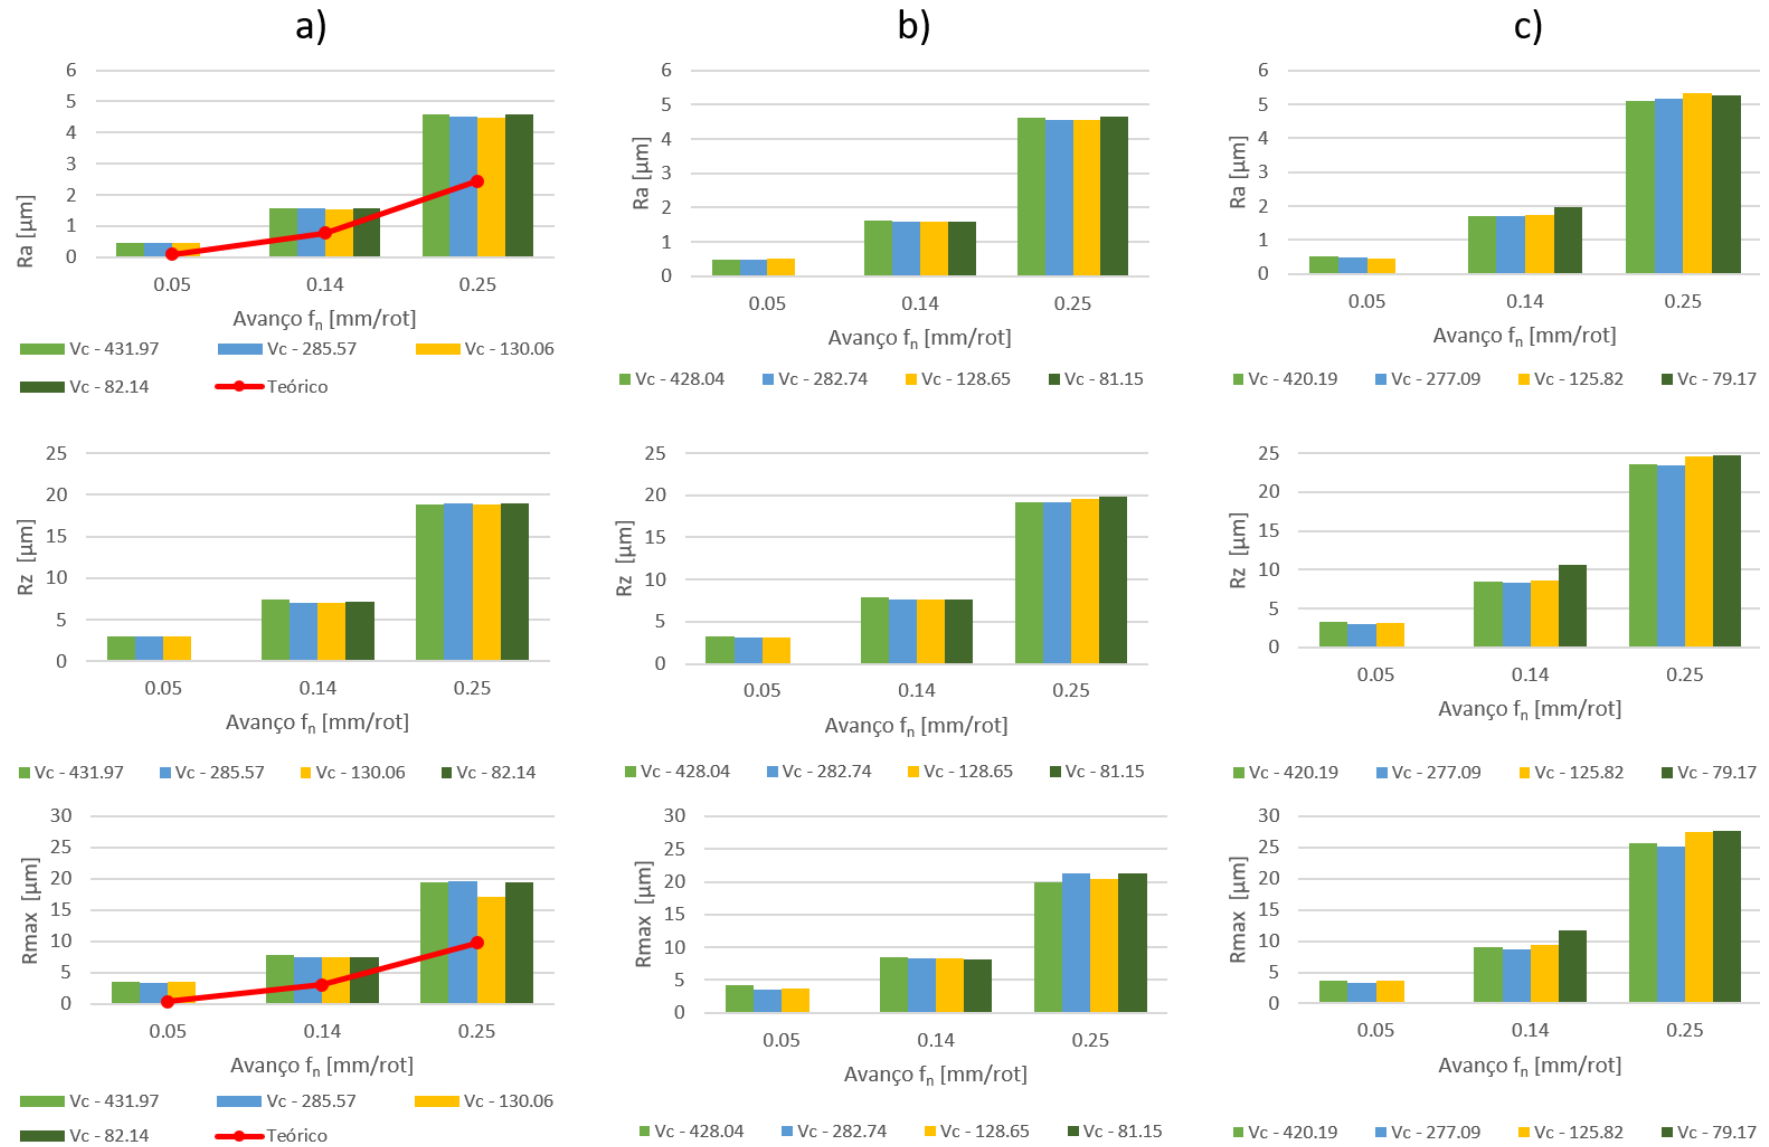 a)
6
5
4
3
2
1
0
Ra [µm]
0.05 0.14 0.25
Avanço fn [mm/rot]
Vc - 431.97 Vc - 285.57 Vc - 130.06
Vc - 82.14 Teórico
b)
6
5
4
3
2
1
0
Ra [µm]
0.05 0.14 0.25
Avanço fn [mm/rot]
Vc - 428.04 Vc - 282.74 Vc - 128.65 Vc - 81.15
c)
6
5
4
3
2
1
0
Ra [µm]
0.05 0.14 0.25
Avanço fn [mm/rot]
Vc - 420.19 Vc - 277.09 Vc - 125.82 Vc - 79.17
25
20
15
10
5
0
Rz [µm]
0.05 0.14 0.25
Avanço fn [mm/rot]
Vc - 431.97 Vc - 285.57 Vc - 130.06 Vc - 82.14
25
20
15
10
5
0
Rz [µm]
0.05 0.14 0.25
Avanço fn [mm/rot]
Vc - 428.04 Vc - 282.74 Vc - 128.65 Vc - 81.15
25
20
15
10
5
0
Rz [µm]
0.05 0.14 0.25
Avanço fn [mm/rot]
Vc - 420.19 Vc - 277.09 Vc - 125.82 Vc - 79.17
30
25
20
15
10
5
0
Rmax [µm]
0.05 0.14 0.25
Avanço fn [mm/rot]
Vc - 431.97 Vc - 285.57 Vc - 130.06
Vc - 82.14 Teórico
30
25
20
15
10
5
0
Rmax [µm]
0.05 0.14 0.25
Avanço fn [mm/rot]
Vc - 428.04 Vc - 282.74 Vc - 128.65 Vc - 81.15
30
25
20
15
10
5
0
Rmax [µm]
0.05 0.14 0.25
Avanço fn [mm/rot]
Vc - 420.19 Vc - 277.09 Vc - 125.82 Vc - 79.17